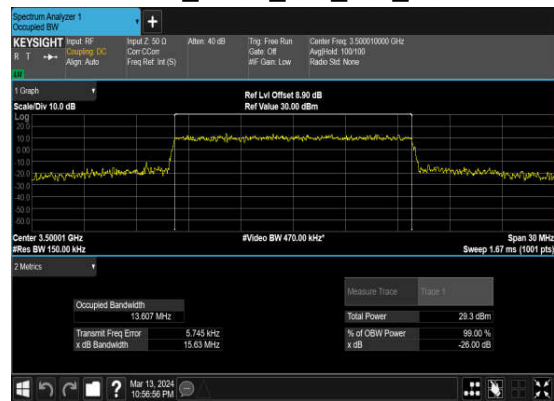 Spectrum Analyzer 1
Occupied BW
KEYSIGHT Input: RF Input Z: 50 Ω Atten: 40 dB Trig: Free Run Center Freq: 3.500010000 GHz
R T Coupling: DC Corr CCorr Gate: Off Avg|Hold: 100/100
Align: Auto Freq Ref: Int (S) #IF Gain: Low Radio Std: None
1 Graph
Ref Lvl Offset 8.90 dB
Scale/Div 10.0 dB Ref Value 30.00 dBm
Log
20.0
10.0
0.00
-10.0
-20.0
-30.0
-40.0
-50.0
-60.0
Center 3.50001 GHz #Video BW 470.00 kHz* Span 30 MHz
#Res BW 150.00 kHz Sweep 1.67 ms (1001 pts)
2 Metrics
Measure Trace Trace 1
Occupied Bandwidth
13.607 MHz Total Power 29.3 dBm
Transmit Freq Error 5.745 kHz % of OBW Power 99.00 %
x dB Bandwidth 15.63 MHz x dB -26.00 dB
Mar 13, 2024
10:56:56 PM